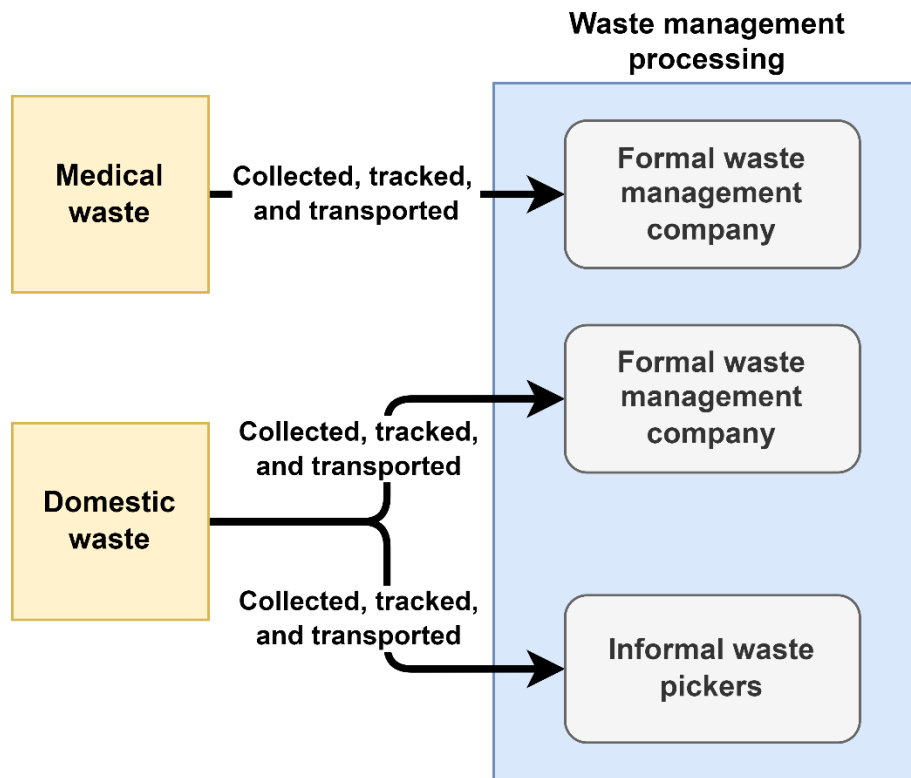 Waste management
processing
Medical
waste
Collected, tracked,
and transported
Formal waste
management
company
Domestic
waste
Collected, tracked,
and transported
Formal waste
management
company
Collected, tracked,
and transported
Informal waste
pickers